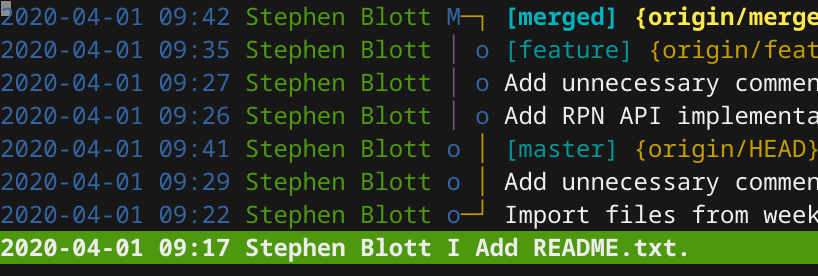 2020-04-01 09:42 Stephen Blott M─┐ [merged] {origin/merge
2020-04-01 09:35 Stephen Blott │ o [feature] {origin/feat
2020-04-01 09:27 Stephen Blott │ o Add unnecessary commen
2020-04-01 09:26 Stephen Blott │ o Add RPN API implementa
2020-04-01 09:41 Stephen Blott o │ [master] {origin/HEAD}
2020-04-01 09:29 Stephen Blott o │ Add unnecessary commen
2020-04-01 09:22 Stephen Blott o─┘ Import files from week
2020-04-01 09:17 Stephen Blott I Add README.txt.